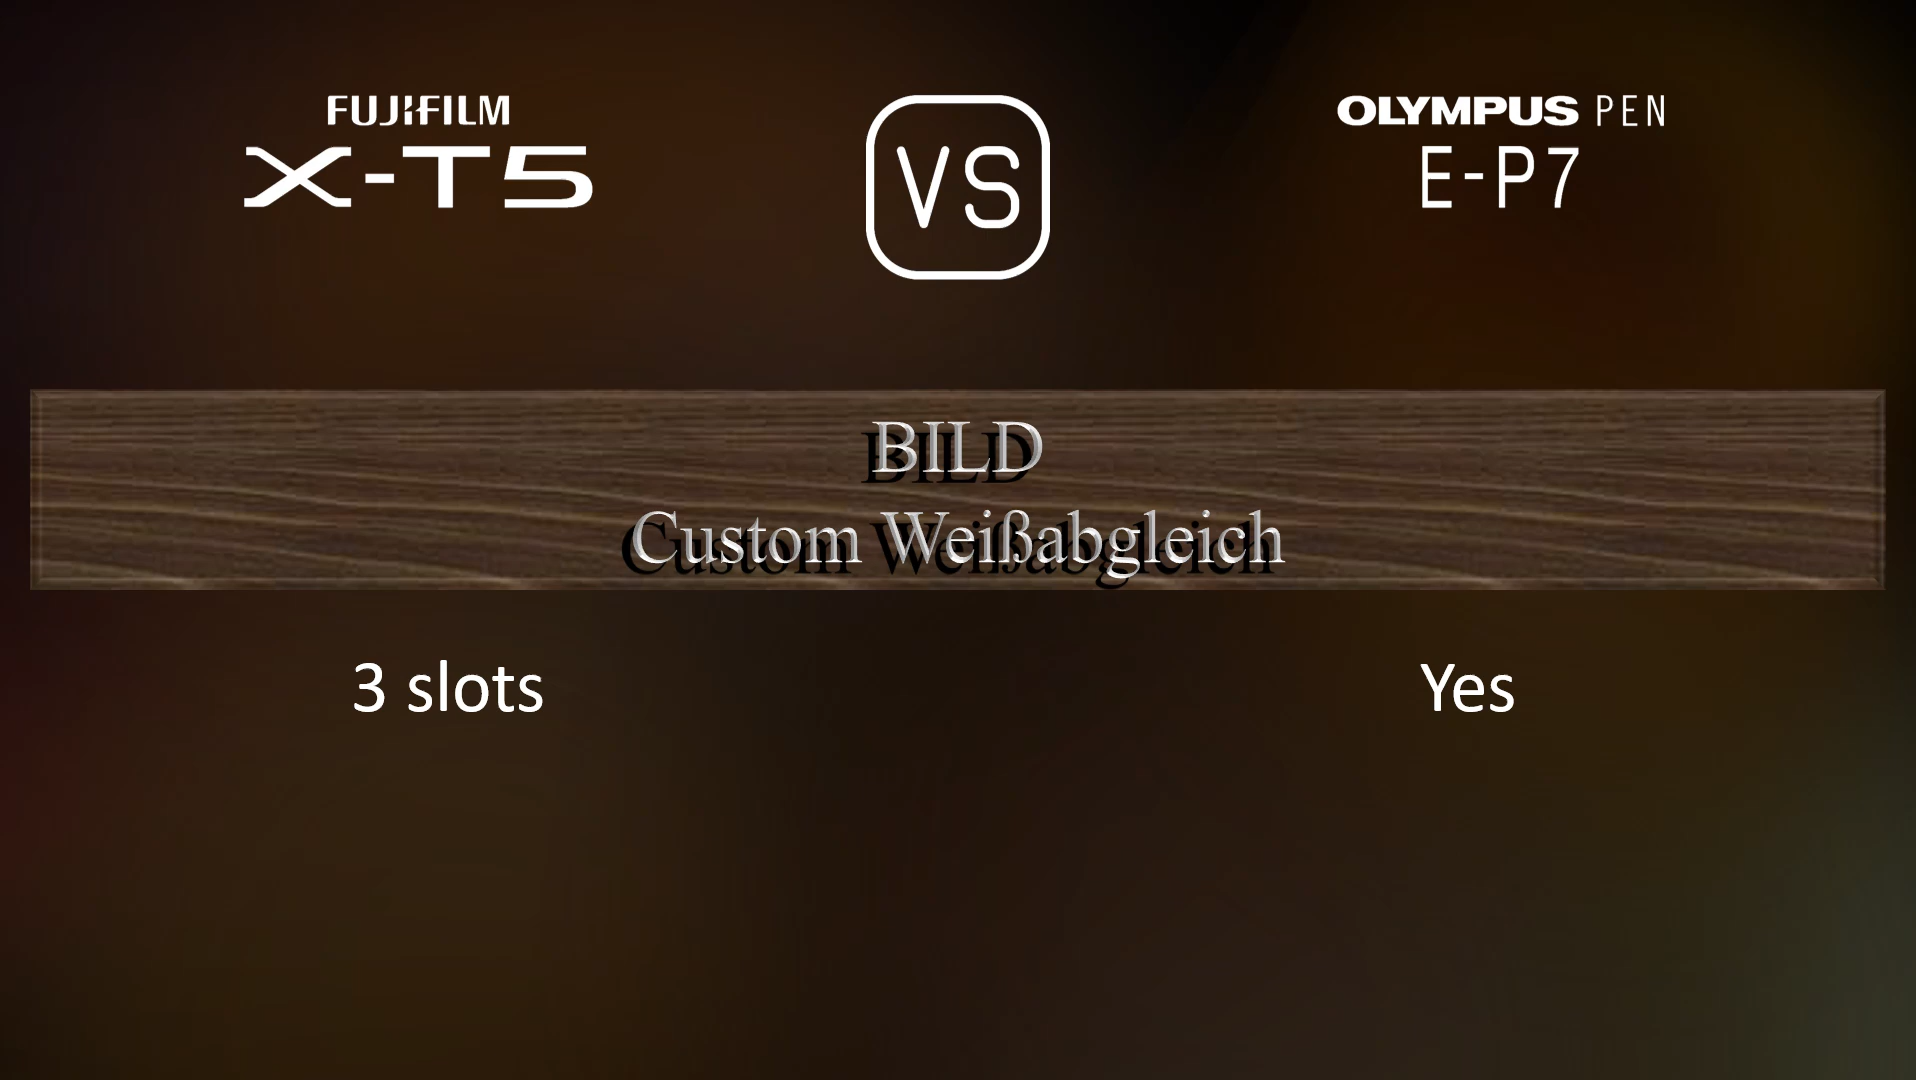 FUJIFILM
X-T5
VS
OLYMPUS PEN
E-P7
BILD
Custom Weißabgleich
3 slots
Yes